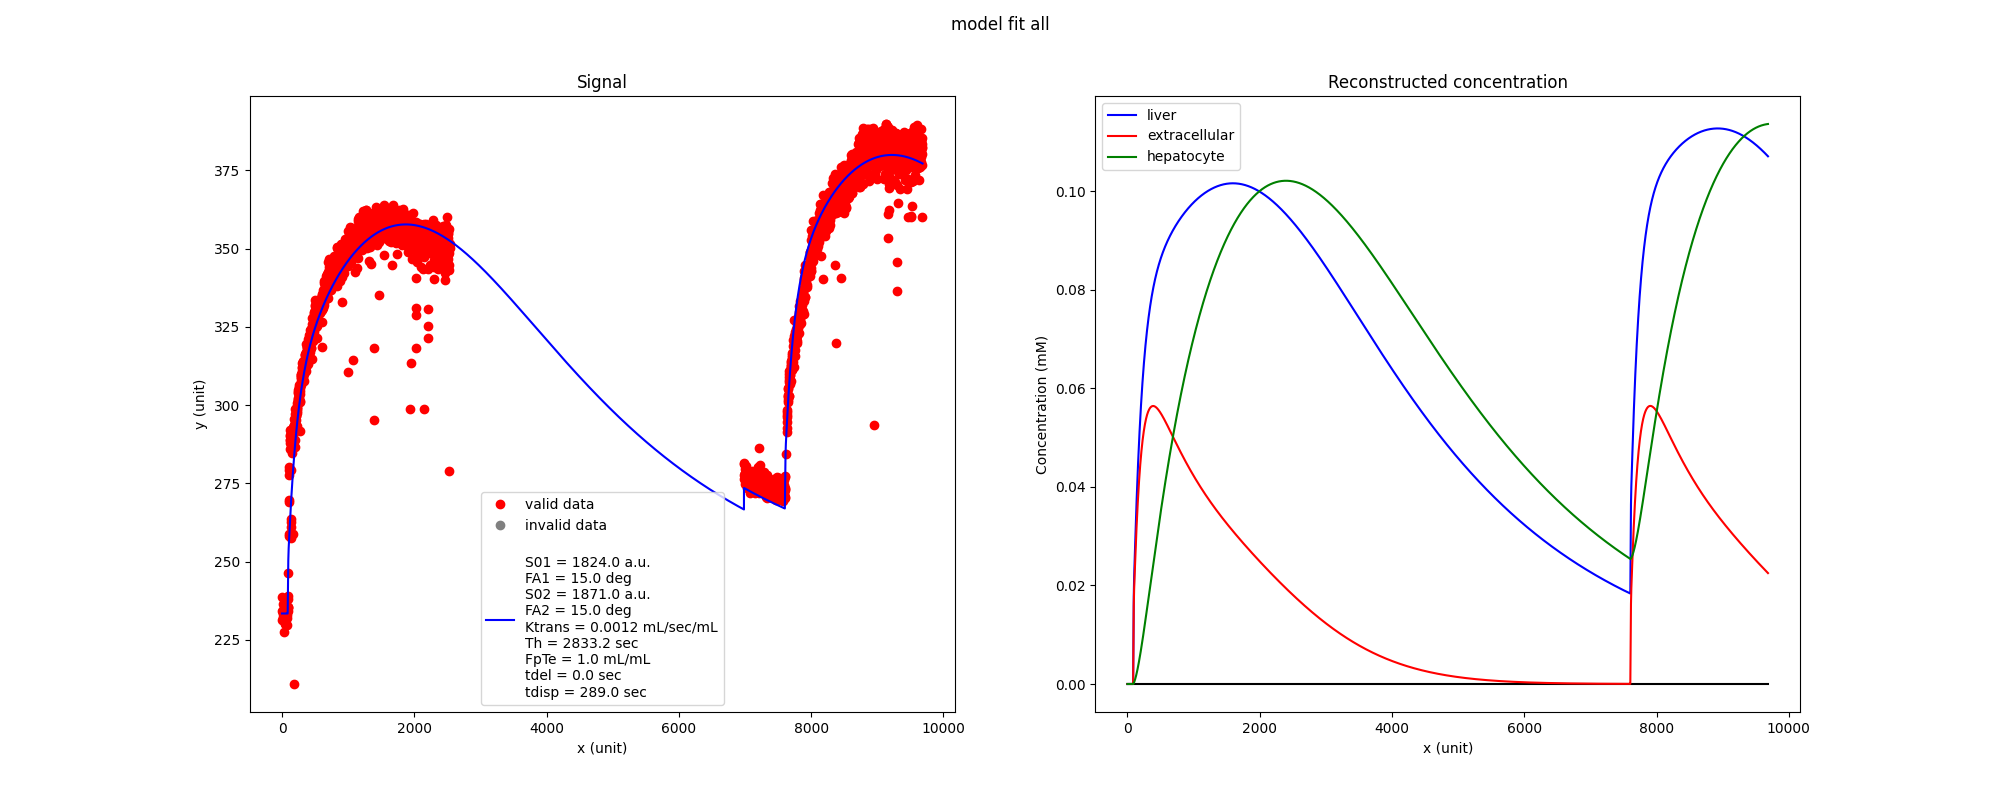 model fit all
Signal
y (unit)
375
350
325
300
275
250
225
0
2000
4000
6000
8000
10000
x (unit)
valid data
invalid data
S01 = 1824.0 a.u.
FA1 = 15.0 deg
S02 = 1871.0 a.u.
FA2 = 15.0 deg
Ktrans = 0.0012 mL/sec/mL
Th = 2833.2 sec
FpTe = 1.0 mL/mL
tdel = 0.0 sec
tdisp = 289.0 sec
Reconstructed concentration
liver
extracellular
hepatocyte
Concentration (mM)
0.10
0.08
0.06
0.04
0.02
0.00
0
2000
4000
6000
8000
10000
x (unit)